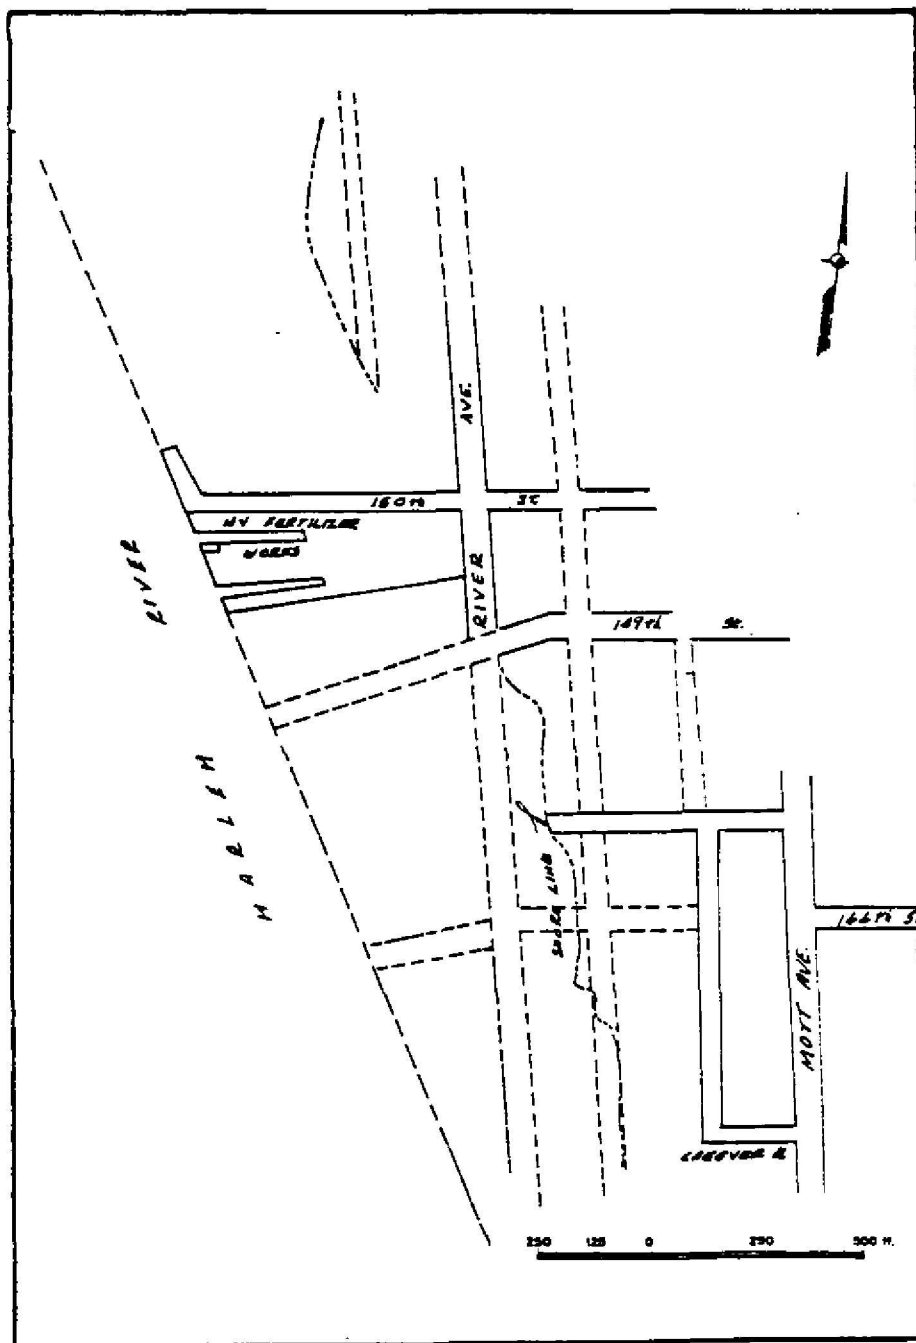 AVE.
150th ST
NY FERTILIZER
WORKS
RIVER
RIVER
149th St.
HARLEM
SHORE LINE
MOTT AVE.
CHEEVER
250 125 0 250 500 ft.